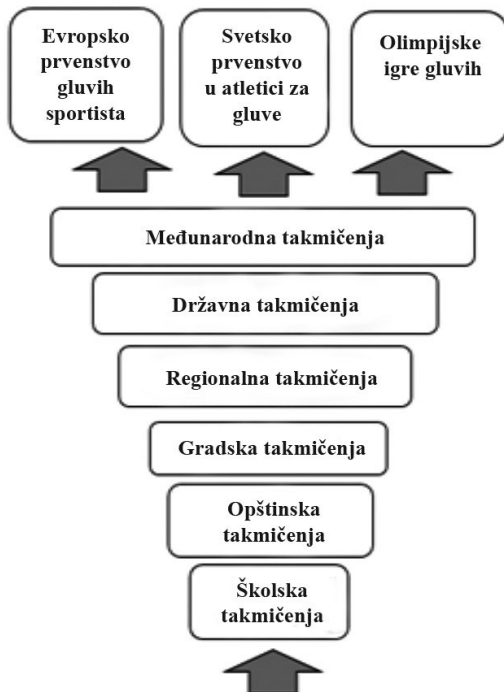 Evropsko
prvenstvo
gluvih
sportista
Svetsko
prvenstvo
u atletici za
gluve
Olimpijske
igre gluvih
Međunarodna takmičenja
Državna takmičenja
Regionalna takmičenja
Gradska takmičenja
Opštinska
takmičenja
Školska
takmičenja